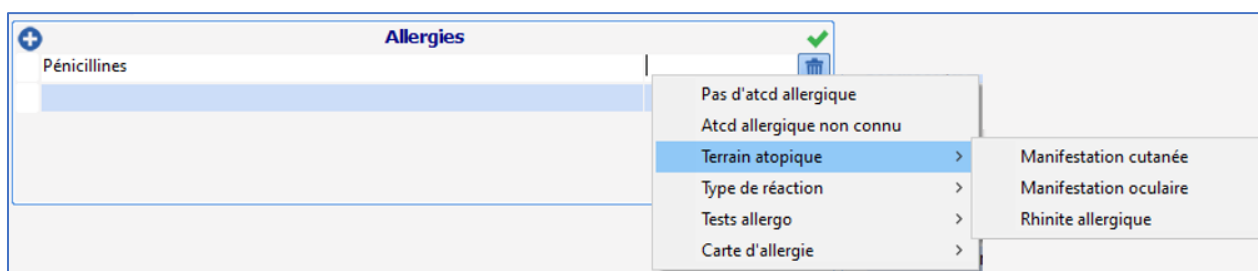 Allergies
Pénicillines
Pas d'atcd allergique
Atcd allergique non connu
Terrain atopique
Manifestation cutanée
Type de réaction
Manifestation oculaire
Tests allergo
Rhinite allergique
Carte d'allergie